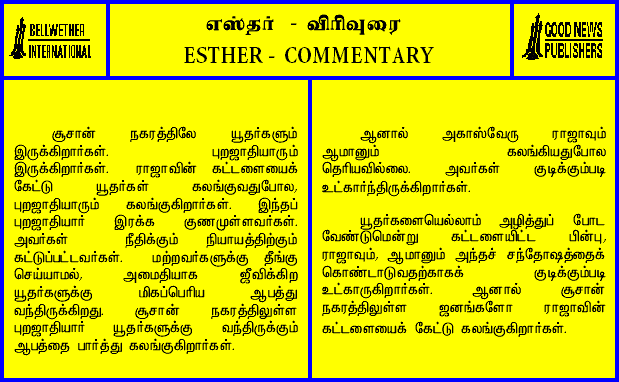 BELLWETHER
INTERNATIONAL
எஸ்தர் - விரிவுரை
ESTHER - COMMENTARY
GOOD NEWS
PUBLISHERS
சூசான் நகரத்திலே யூதர்களும்
இருக்கிறார்கள். புறஜாதியாரும்
இருக்கிறார்கள். ராஜாவின் கட்டளையைக்
கேட்டு யூதர்கள் கலங்குவதுபோல,
புறஜாதியாரும் கலங்குகிறார்கள். இந்தப்
புறஜாதியார் இரக்க குணமுள்ளவர்கள்.
அவர்கள் நீதிக்கும் நியாயத்திற்கும்
கட்டுப்பட்டவர்கள். மற்றவர்களுக்கு தீங்கு
செய்யாமல், அமைதியாக ஜீவிக்கிற
யூதர்களுக்கு மிகப்பெரிய ஆபத்து
வந்திருக்கிறது. சூசான் நகரத்திலுள்ள
புறஜாதியார் யூதர்களுக்கு வந்திருக்கும்
ஆபத்தை பார்த்து கலங்குகிறார்கள்.
ஆனால் அகாஸ்வேரு ராஜாவும்
ஆமானும் கலங்கியதுபோல
தெரியவில்லை. அவர்கள் குடிக்கும்படி
உட்கார்ந்திருக்கிறார்கள்.
யூதர்களையெல்லாம் அழித்துப் போட
வேண்டுமென்று கட்டளையிட்ட பின்பு,
ராஜாவும், ஆமானும் அந்தச் சந்தோஷத்தைக்
கொண்டாடுவதற்காகக் குடிக்கும்படி
உட்காருகிறார்கள். ஆனால் சூசான்
நகரத்திலுள்ள ஜனங்களோ ராஜாவின்
கட்டளையைக் கேட்டு கலங்குகிறார்கள்.